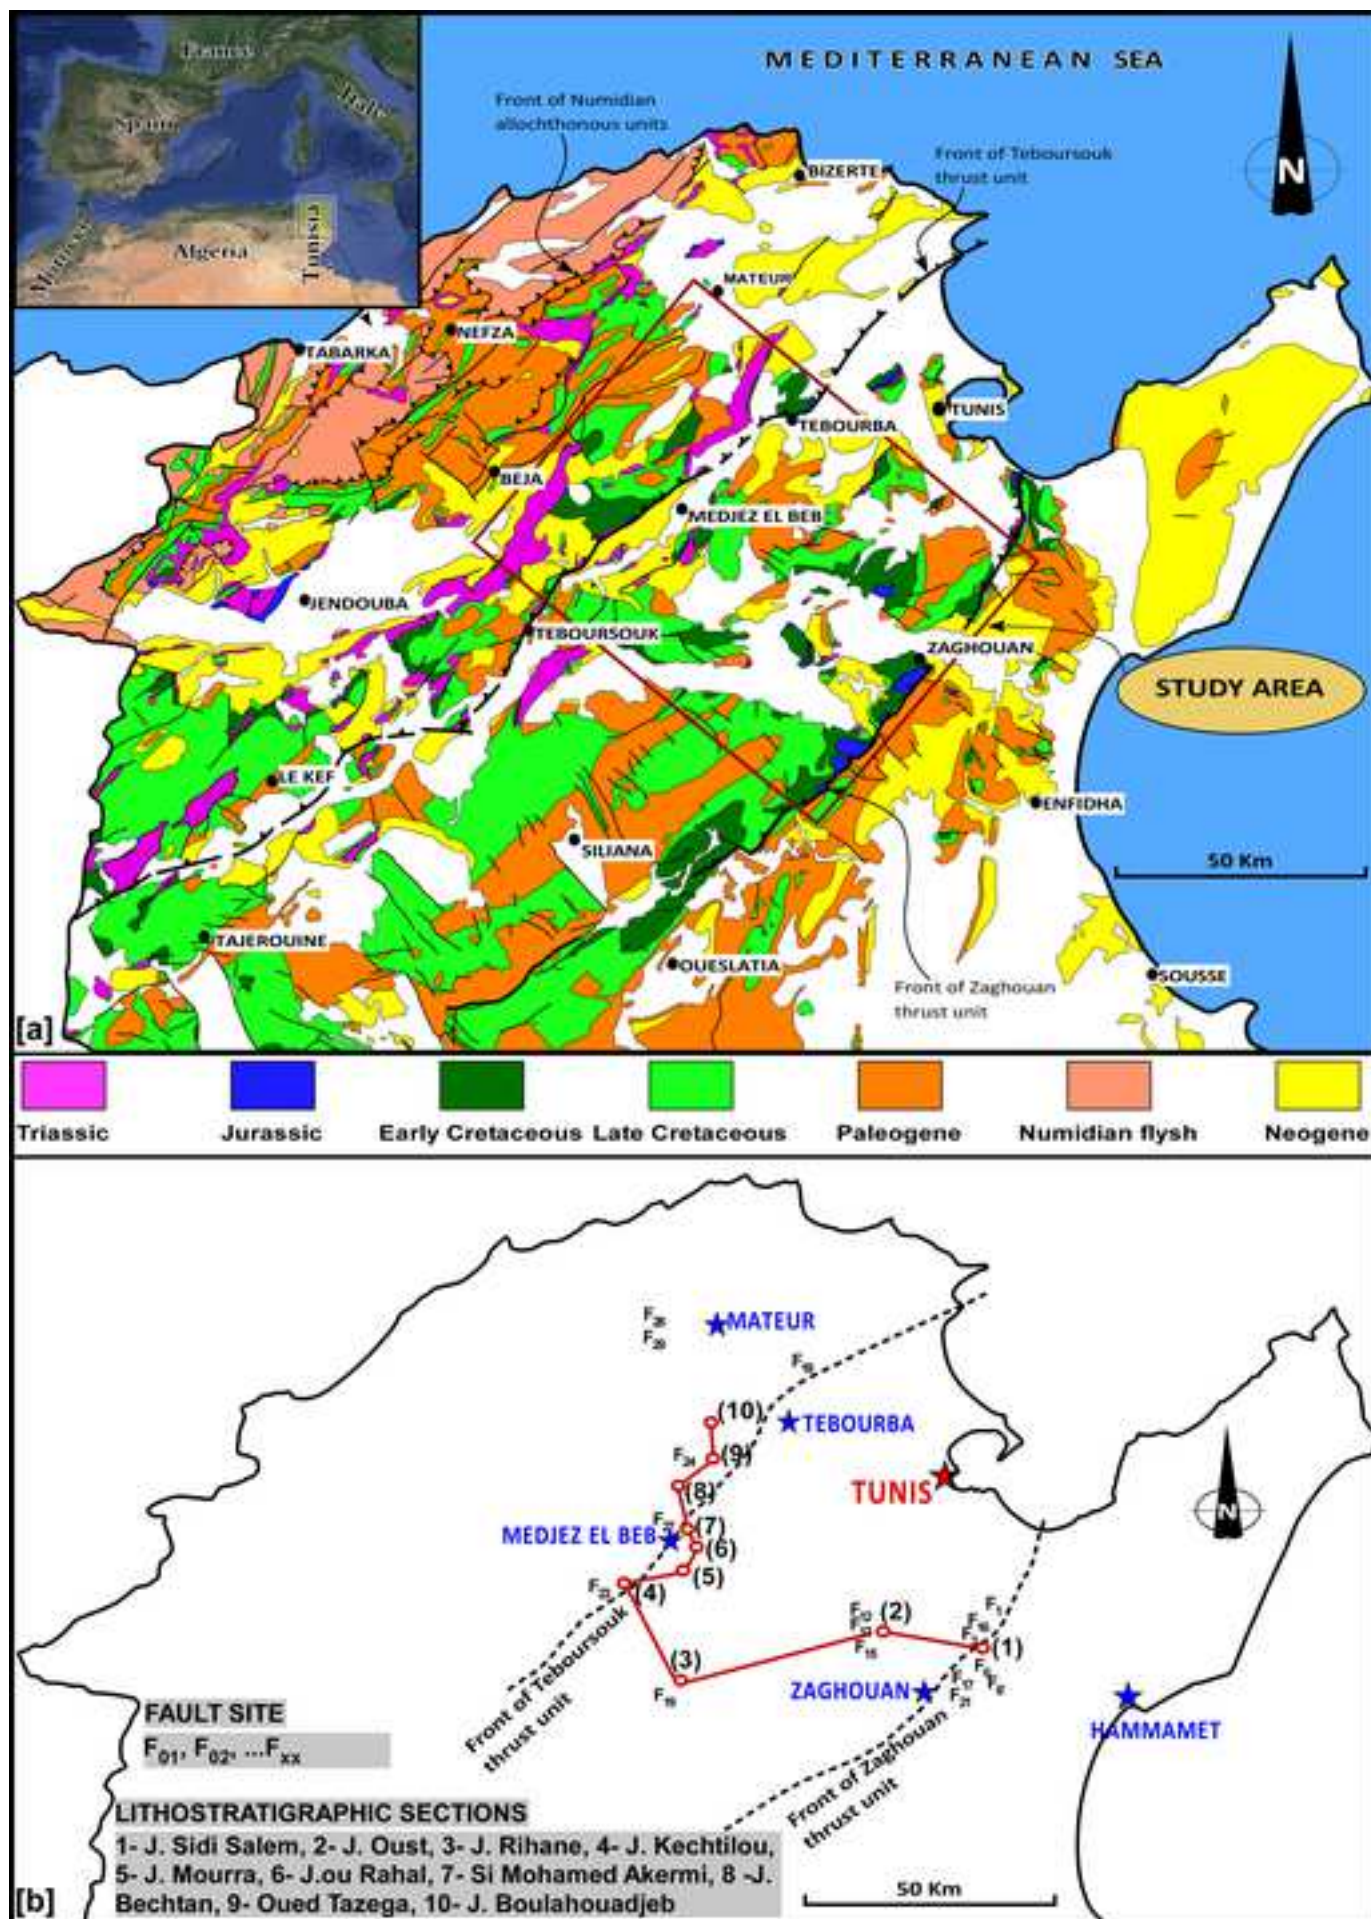 France
Spain
Italy
Morocco
Algeria
Tunisia
MEDITERRANEAN SEA
Front of Numidian
allochthonous units
Front of Teboursouk
thrust unit
N
BIZERTE
MATEUR
NEFZA
TABARKA
TUNIS
TEBOURBA
BEJA
MEDJEZ EL BEB
JENDOUBA
TEBOURSOUK
ZAGHOUAN
STUDY AREA
LE KEF
ENFIDHA
SILIANA
50 Km
TAJEROUINE
OUESLATIA
SOUSSE
Front of Zaghouan
thrust unit
[a]
Triassic
Jurassic
Early Cretaceous
Late Cretaceous
Paleogene
Numidian flysh
Neogene
MATEUR
(10)
TEBOURBA
F24
(9)
TUNIS
(8)
MEDJEZ EL BEB
(7)
(6)
N
(5)
(4)
(2)
F1
(1)
(3)
ZAGHOUAN
F21
HAMMAMET
Front of Teboursouk
thrust unit
Front of Zaghouan
thrust unit
FAULT SITE
F01, F02, ...Fxx
LITHOSTRATIGRAPHIC SECTIONS
1- J. Sidi Salem, 2- J. Oust, 3- J. Rihane, 4- J. Kechtilou,
5- J. Mourra, 6- J.ou Rahal, 7- Si Mohamed Akermi, 8 -J.
Bechtan, 9- Oued Tazega, 10- J. Boulahouadjeb
50 Km
[b]